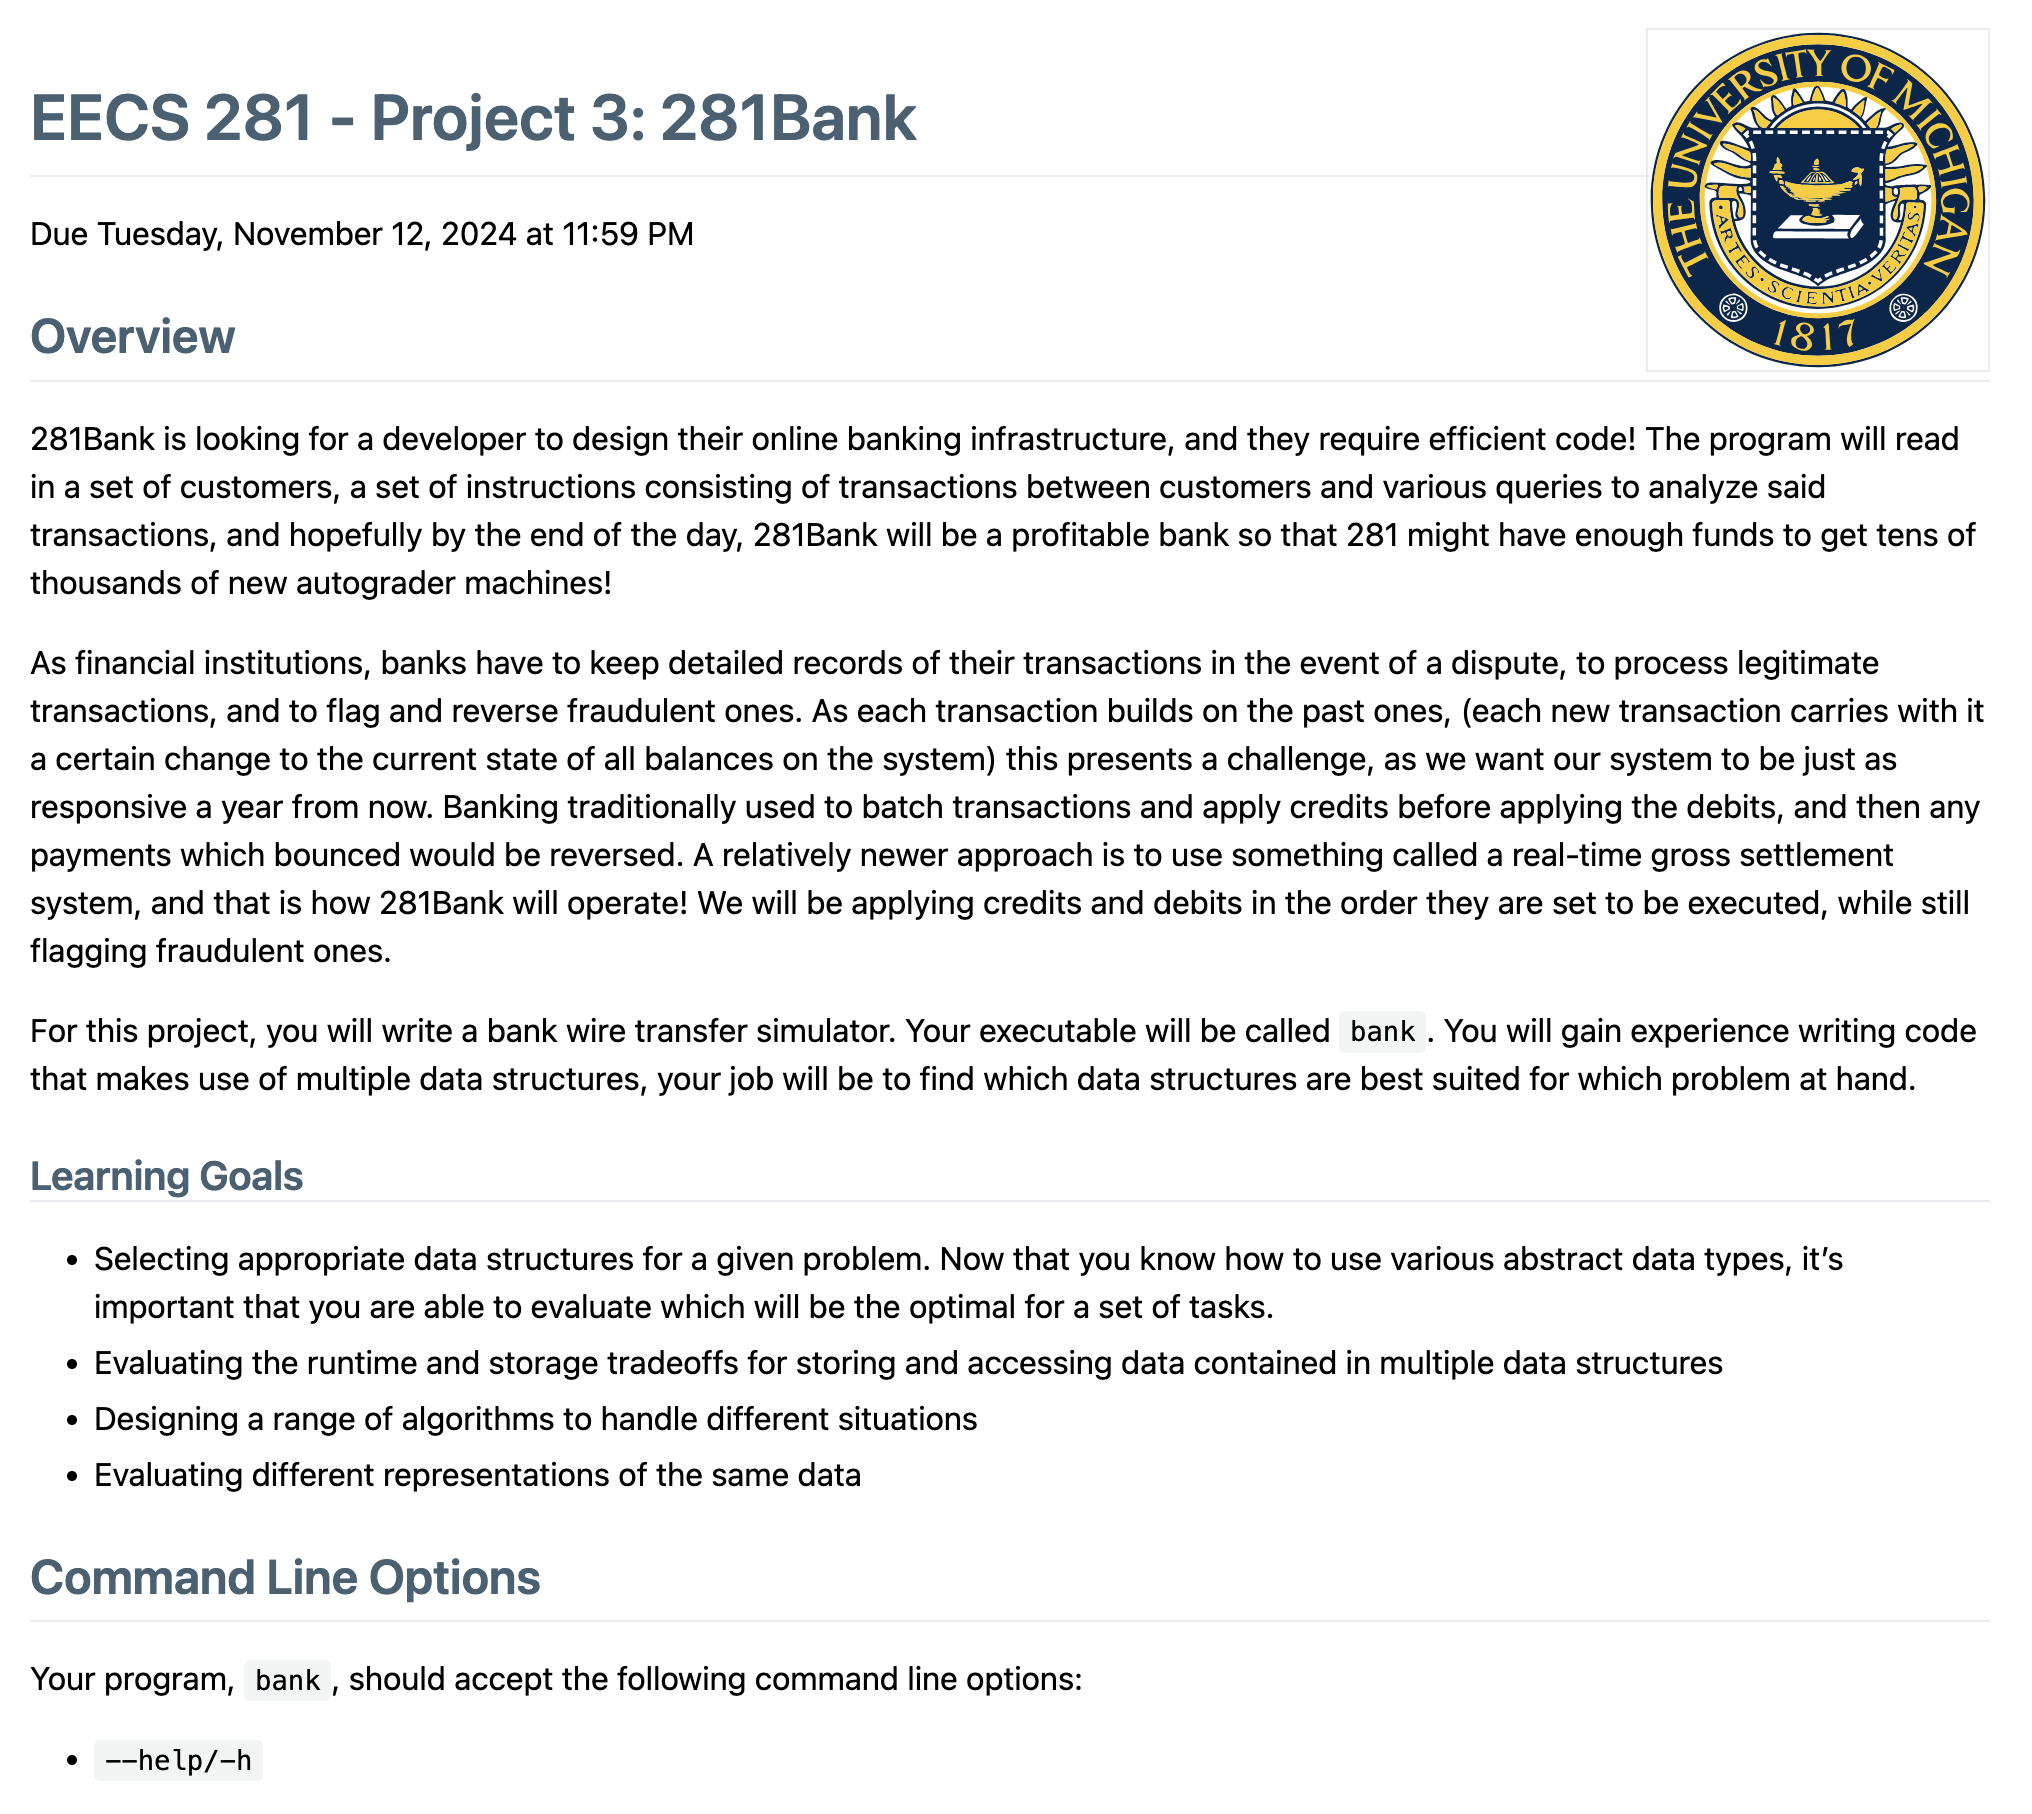 EECS 281 - Project 3: 281Bank
THE UNIVERSITY OF MICHIGAN
ARTES · SCIENTIA · VERITAS
1817
Due Tuesday, November 12, 2024 at 11:59 PM
Overview
281Bank is looking for a developer to design their online banking infrastructure, and they require efficient code! The program will read
in a set of customers, a set of instructions consisting of transactions between customers and various queries to analyze said
transactions, and hopefully by the end of the day, 281Bank will be a profitable bank so that 281 might have enough funds to get tens of
thousands of new autograder machines!
As financial institutions, banks have to keep detailed records of their transactions in the event of a dispute, to process legitimate
transactions, and to flag and reverse fraudulent ones. As each transaction builds on the past ones, (each new transaction carries with it
a certain change to the current state of all balances on the system) this presents a challenge, as we want our system to be just as
responsive a year from now. Banking traditionally used to batch transactions and apply credits before applying the debits, and then any
payments which bounced would be reversed. A relatively newer approach is to use something called a real-time gross settlement
system, and that is how 281Bank will operate! We will be applying credits and debits in the order they are set to be executed, while still
flagging fraudulent ones.
For this project, you will write a bank wire transfer simulator. Your executable will be called bank. You will gain experience writing code
that makes use of multiple data structures, your job will be to find which data structures are best suited for which problem at hand.
Learning Goals
• Selecting appropriate data structures for a given problem. Now that you know how to use various abstract data types, it’s
important that you are able to evaluate which will be the optimal for a set of tasks.
• Evaluating the runtime and storage tradeoffs for storing and accessing data contained in multiple data structures
• Designing a range of algorithms to handle different situations
• Evaluating different representations of the same data
Command Line Options
Your program, bank, should accept the following command line options:
• --help/-h